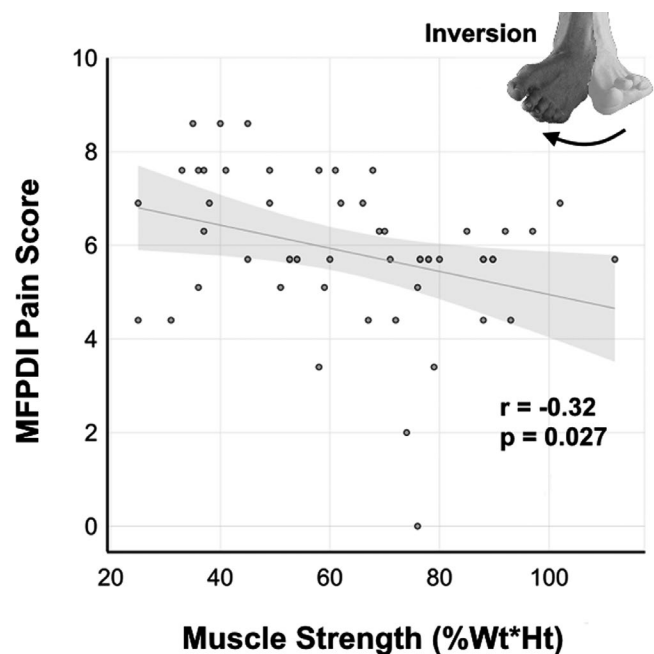 Inversion
10
8
6
4
2
0
MFPDI Pain Score
r = -0.32
p = 0.027
20 40 60 80 100
Muscle Strength (%Wt*Ht)